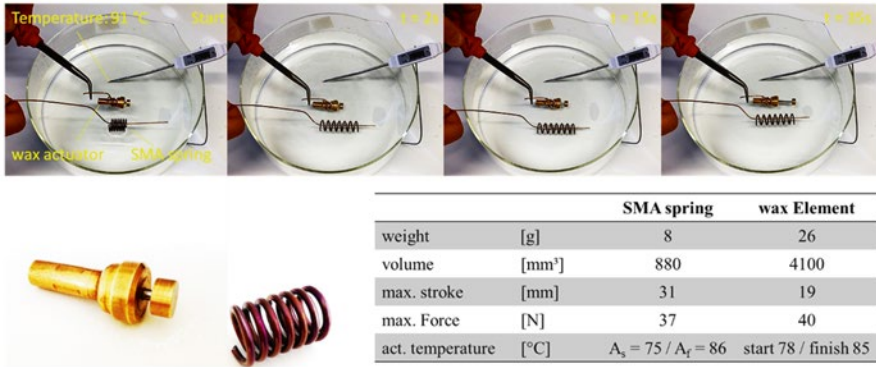 Temperature: 91 °C
Start
t = 2s
t = 15s
t = 35s
wax actuator
SMA spring
SMA spring wax Element
weight [g] 8 26
volume [mm³] 880 4100
max. stroke [mm] 31 19
max. Force [N] 37 40
act. temperature [°C] Aₛ = 75 / A_f = 86 start 78 / finish 85